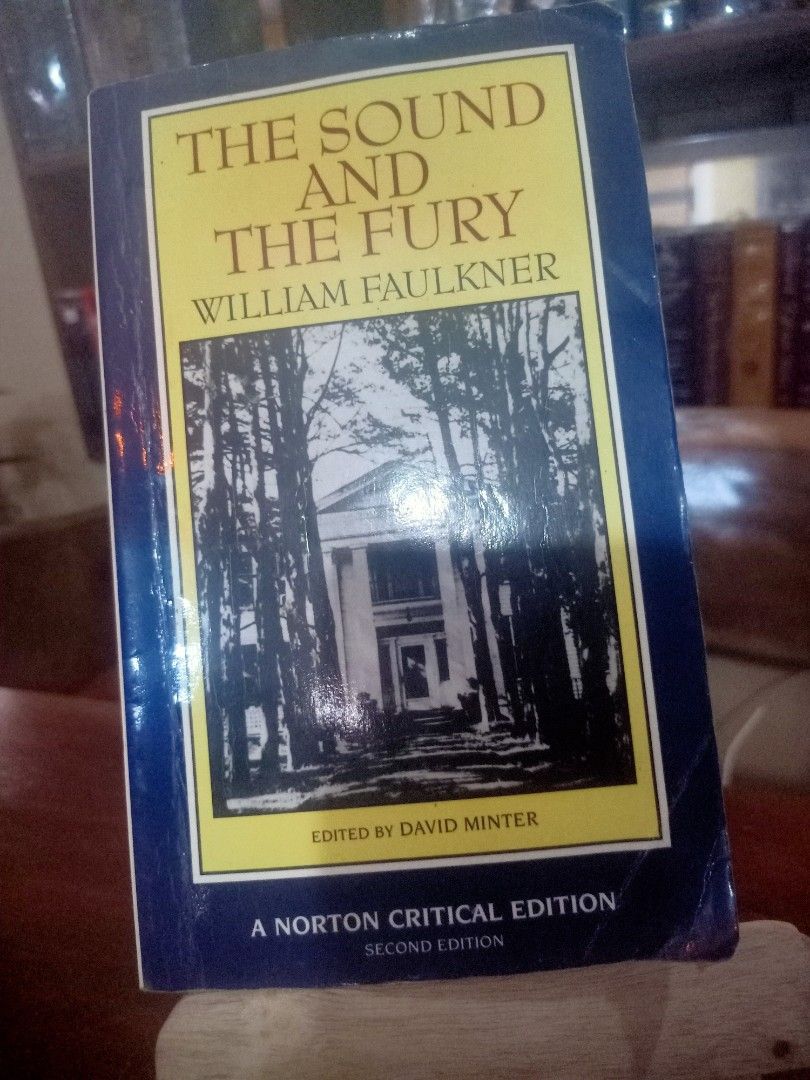 THE SOUND
AND
THE FURY
WILLIAM FAULKNER
EDITED BY DAVID MINTER
A NORTON CRITICAL EDITION
SECOND EDITION